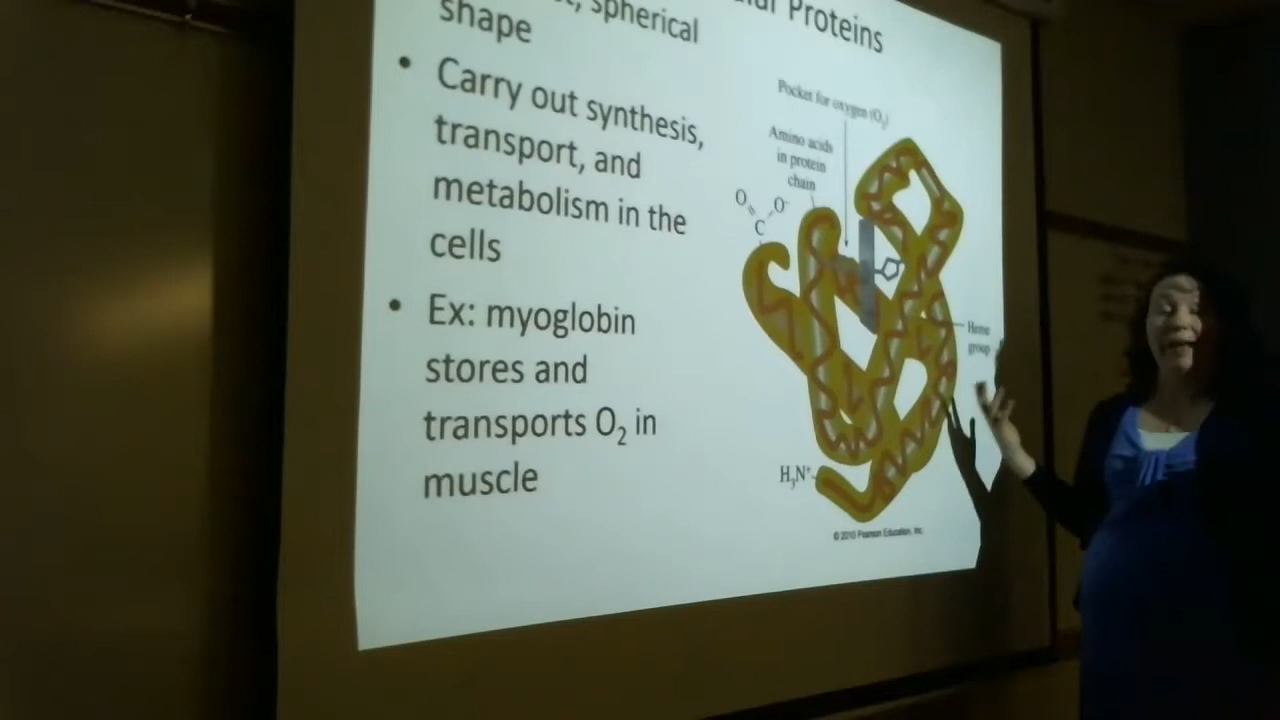 Proteins
spherical
shape
• Carry out synthesis,
transport, and
metabolism in the
cells
• Ex: myoglobin
stores and
transports O₂ in
muscle
Pocket for oxygen (O₂)
Amino acids
in protein
chain
O
O⁻
C
Heme
group
H₃N⁺
© 2010 Pearson Education, Inc.